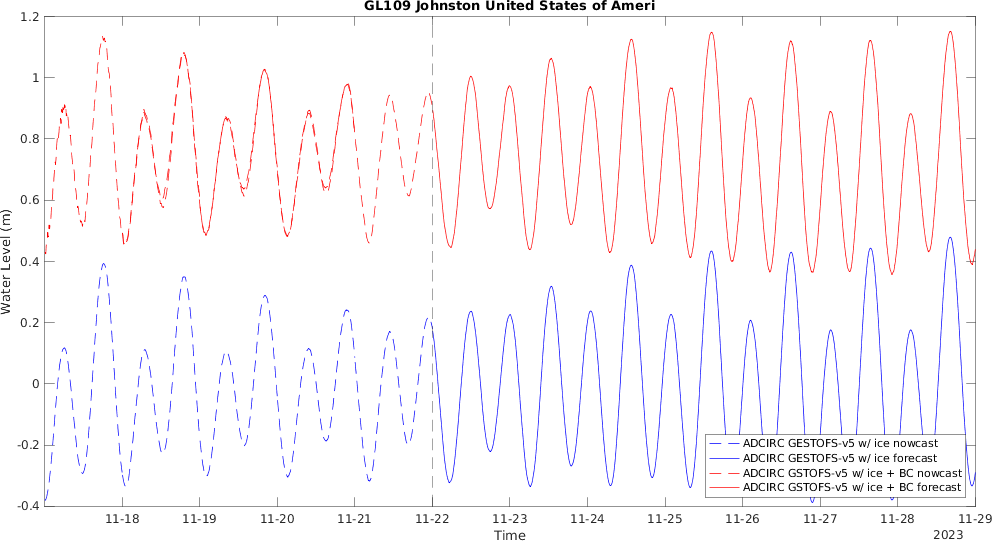 GL109 Johnston United States of Ameri
1.2
1
0.8
0.6
0.4
0.2
0
-0.2
-0.4
Water Level (m)
ADCIRC GESTOFS-v5 w/ ice nowcast
ADCIRC GESTOFS-v5 w/ ice forecast
ADCIRC GSTOFS-v5 w/ ice + BC nowcast
ADCIRC GSTOFS-v5 w/ ice + BC forecast
11-18 11-19 11-20 11-21 11-22 11-23 11-24 11-25 11-26 11-27 11-28 11-29
Time
2023